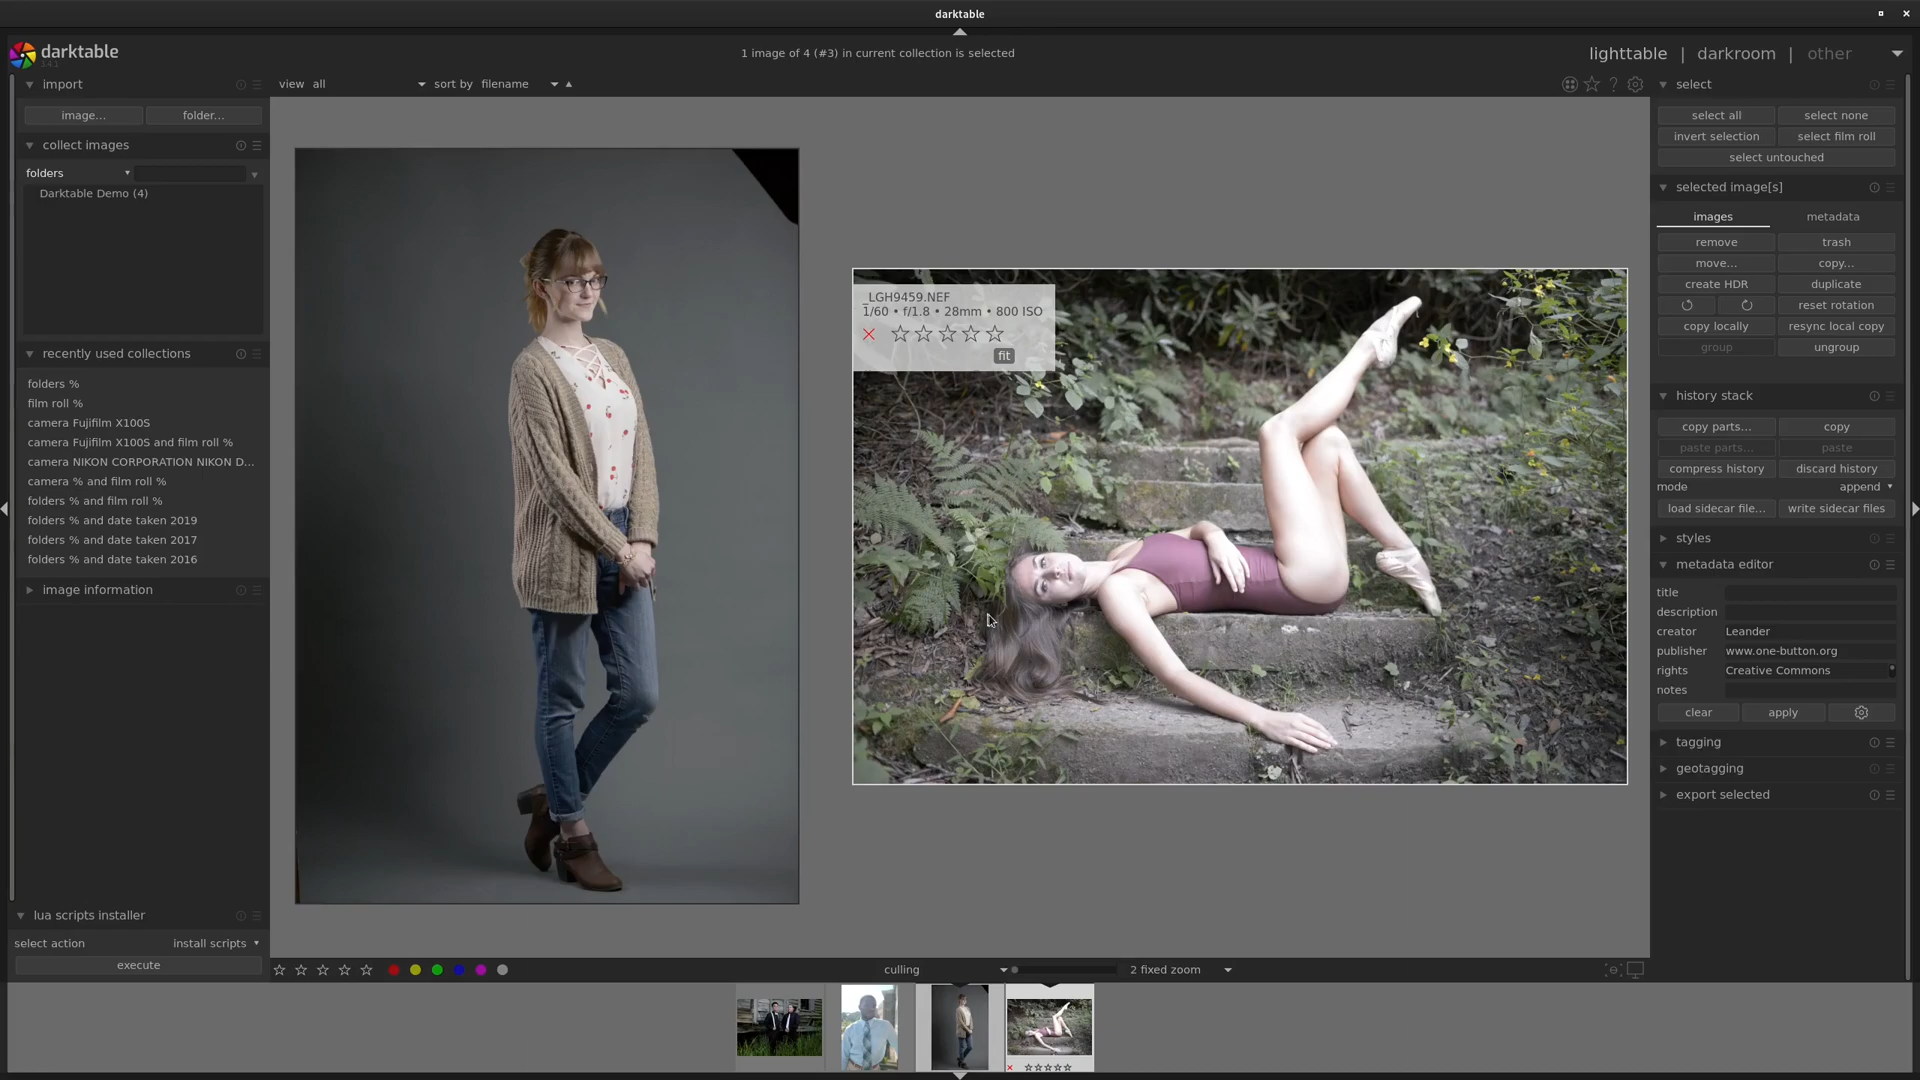 darktable
darktable
3.4.1
1 image of 4 (#3) in current collection is selected
lighttable | darkroom | other
import
image...
folder...
collect images
folders
Darktable Demo (4)
recently used collections
folders %
film roll %
camera Fujifilm X100S
camera Fujifilm X100S and film roll %
camera NIKON CORPORATION NIKON D...
camera % and film roll %
folders % and film roll %
folders % and date taken 2019
folders % and date taken 2017
folders % and date taken 2016
image information
lua scripts installer
select action
install scripts
execute
view all
sort by filename
_LGH9459.NEF
1/60 • f/1.8 • 28mm • 800 ISO
fit
culling
2 fixed zoom
select
select all
select none
invert selection
select film roll
select untouched
selected image[s]
images
metadata
remove
trash
move...
copy...
create HDR
duplicate
reset rotation
copy locally
resync local copy
group
ungroup
history stack
copy parts...
copy
paste parts...
paste
compress history
discard history
mode
append
load sidecar file...
write sidecar files
styles
metadata editor
title
description
creator Leander
publisher www.one-button.org
rights Creative Commons
notes
clear
apply
tagging
geotagging
export selected